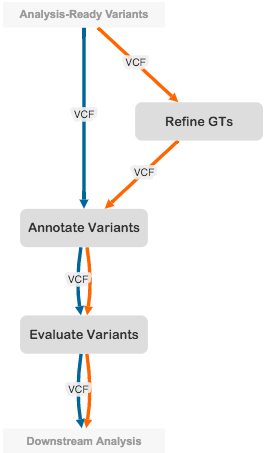 Analysis-Ready Variants
VCF
Refine GTs
VCF
VCF
Annotate Variants
VCF
Evaluate Variants
VCF
Downstream Analysis